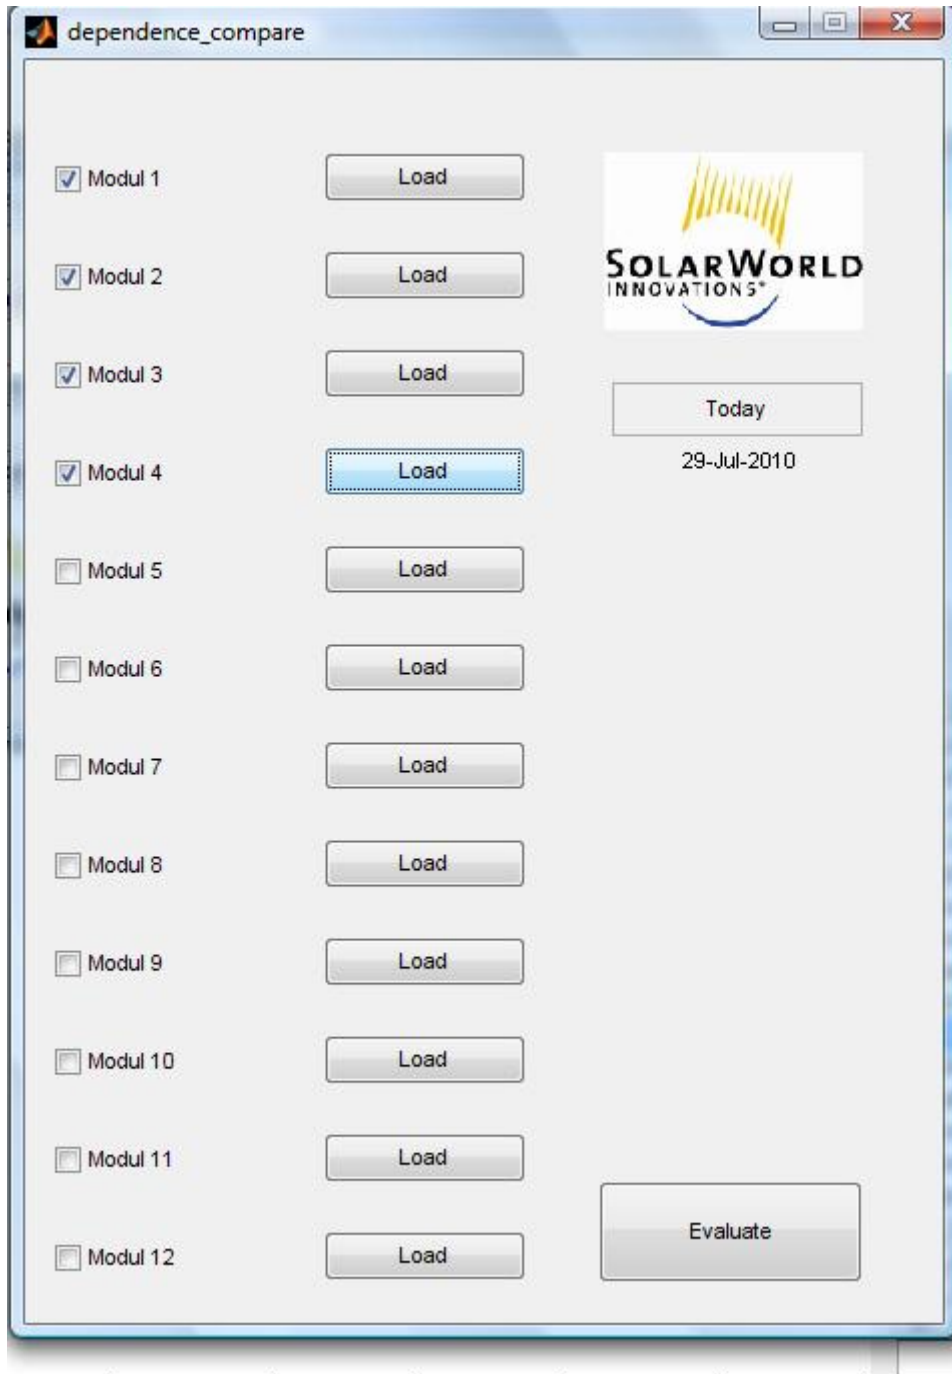 dependence_compare
Modul 1 Load
SOLARWORLD
INNOVATIONS
Modul 2 Load
Modul 3 Load
Today
29-Jul-2010
Modul 4 Load
Modul 5 Load
Modul 6 Load
Modul 7 Load
Modul 8 Load
Modul 9 Load
Modul 10 Load
Modul 11 Load
Evaluate
Modul 12 Load